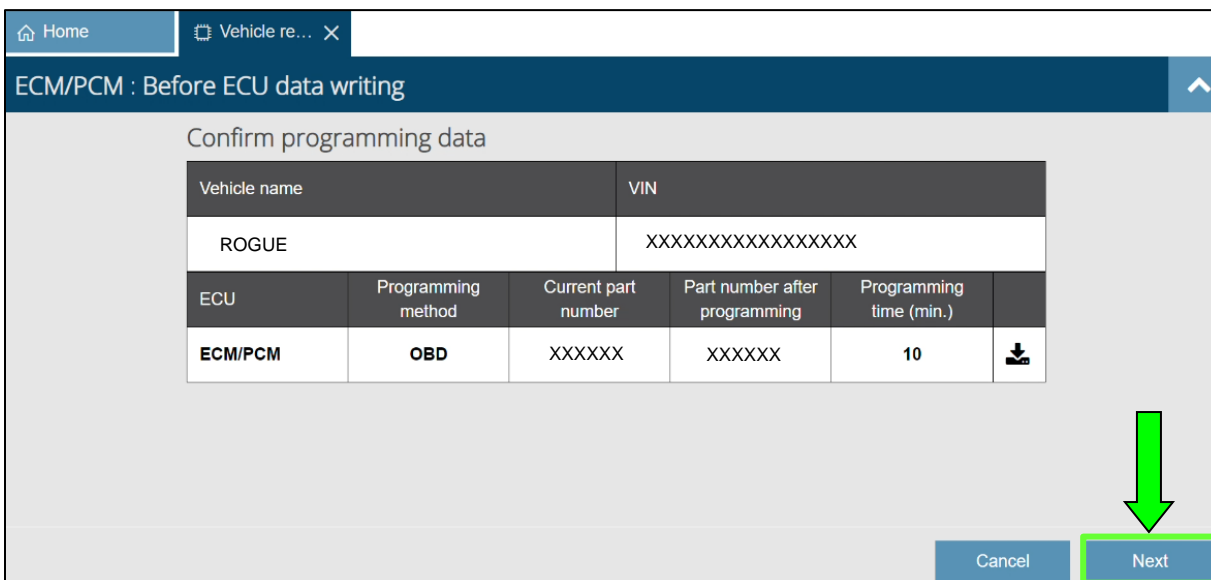 Home Vehicle re...
ECM/PCM : Before ECU data writing
Confirm programming data
Vehicle name VIN
ROGUE XXXXXXXXXXXXXXXXX
ECU Programming method Current part number Part number after programming Programming time (min.)
ECM/PCM OBD XXXXXX XXXXXX 10
Cancel Next